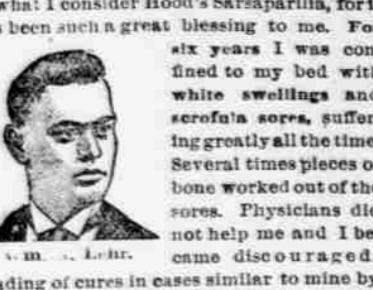 what I consider Hood's Sarsaparilla, for i
s been such a great blessing to me. Fo
six years I was con
fined to my bed with
white swellings and
scrofula sores, suffer
ing greatly all the time
Several times pieces o
bone worked out of the
sores. Physicians did
not help me and I be
came discouraged.
m. Lehr.
ading of cures in cases similar to mine by